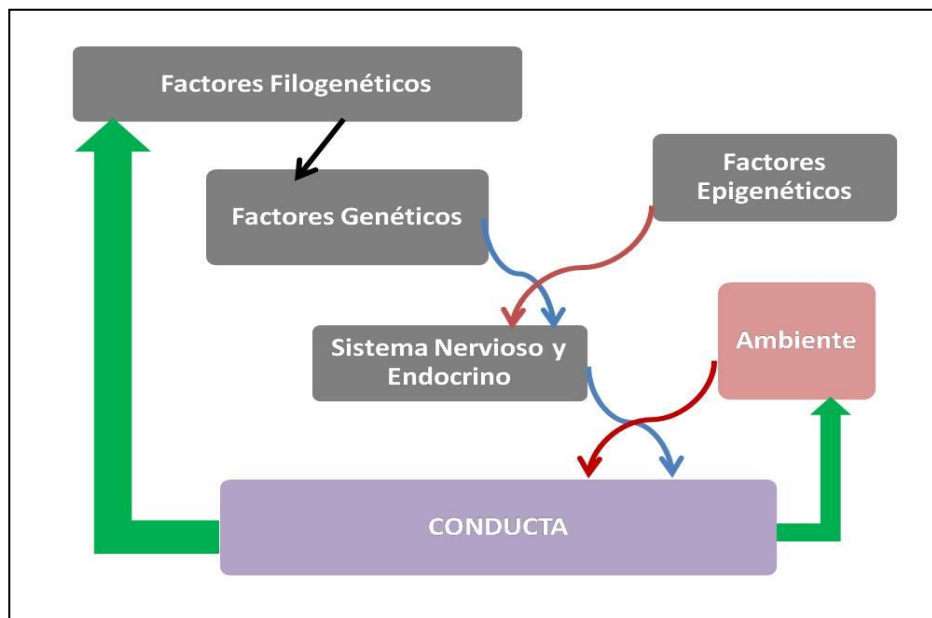 Factores Filogenéticos
Factores
Epigenéticos
Factores Genéticos
Sistema Nervioso y
Endocrino
Ambiente
CONDUCTA